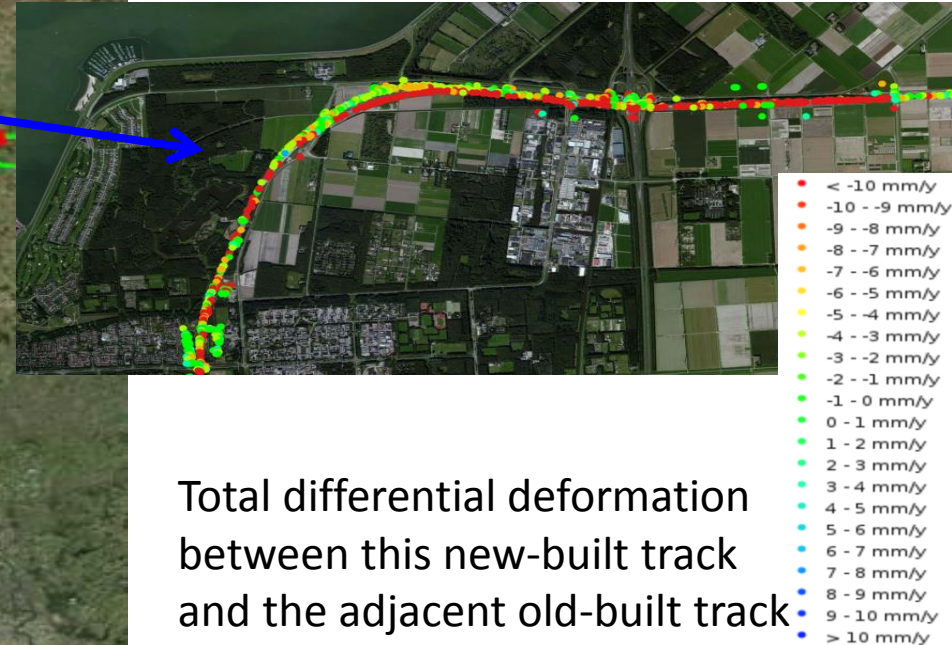 < -10 mm/y
-10 - -9 mm/y
-9 - -8 mm/y
-8 - -7 mm/y
-7 - -6 mm/y
-6 - -5 mm/y
-5 - -4 mm/y
-4 - -3 mm/y
-3 - -2 mm/y
-2 - -1 mm/y
-1 - 0 mm/y
0 - 1 mm/y
1 - 2 mm/y
2 - 3 mm/y
3 - 4 mm/y
4 - 5 mm/y
5 - 6 mm/y
6 - 7 mm/y
7 - 8 mm/y
8 - 9 mm/y
9 - 10 mm/y
> 10 mm/y
Total differential deformation
between this new-built track
and the adjacent old-built track